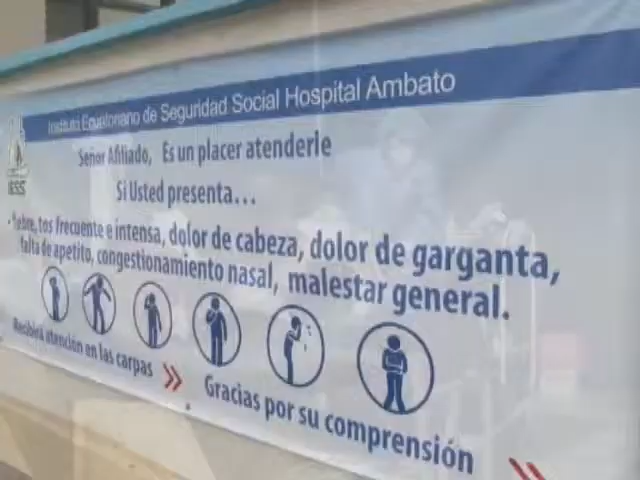 Instituto Ecuatoriano de Seguridad Social Hospital Ambato
IESS
Señor Afiliado, Es un placer atenderle
Si Usted presenta...
· Fiebre, tos frecuente e intensa, dolor de cabeza, dolor de garganta,
falta de apetito, congestionamiento nasal, malestar general.
Recibirá atención en las carpas »
Gracias por su comprensión »